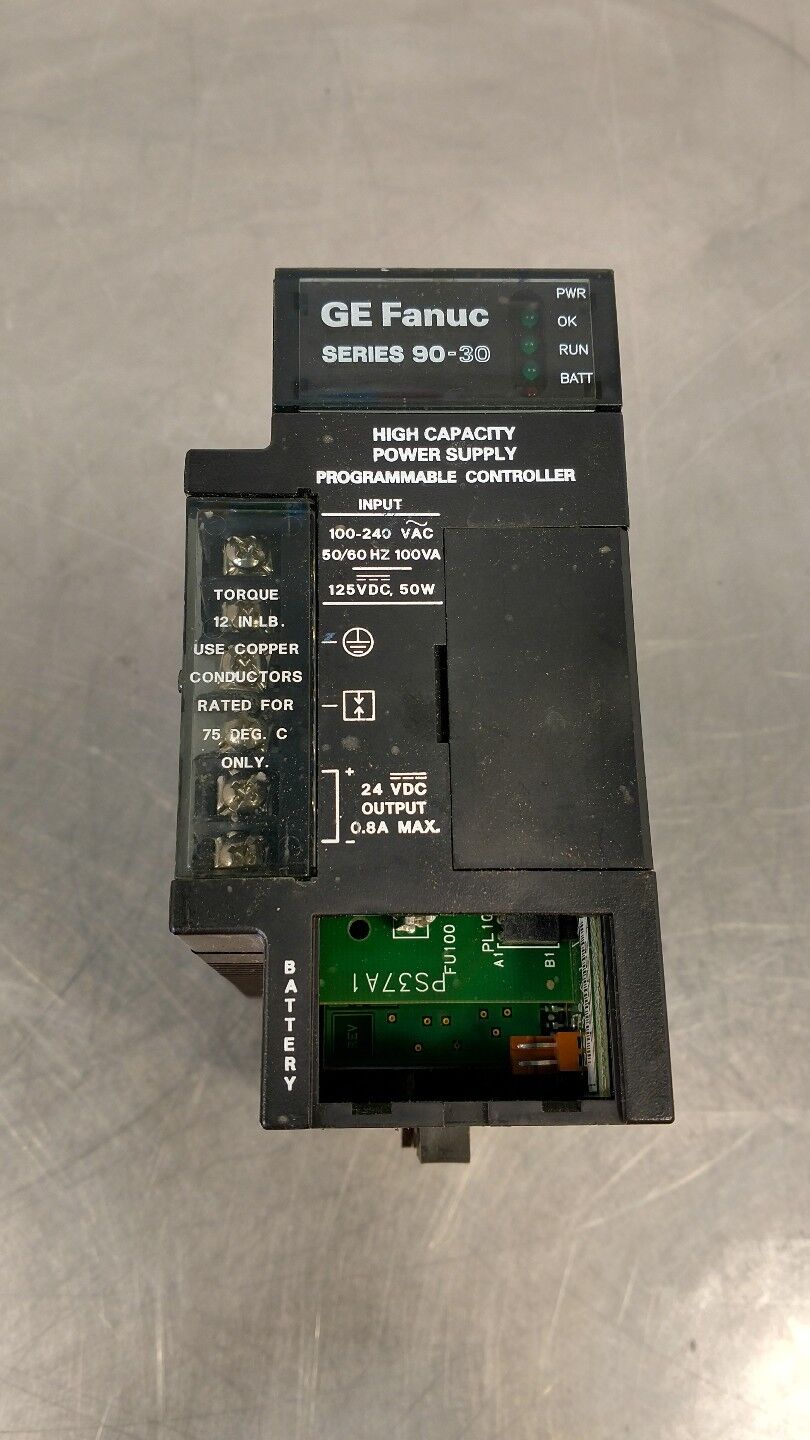 GE Fanuc
SERIES 90-30
PWR
OK
RUN
BATT
HIGH CAPACITY
POWER SUPPLY
PROGRAMMABLE CONTROLLER
INPUT
100-240 VAC
50/60 HZ 100VA
125VDC, 50W
TORQUE
12 IN.LB.
USE COPPER
CONDUCTORS
RATED FOR
75 DEG. C
ONLY.
+
24 VDC
OUTPUT
0.8A MAX.
-
BATTERY
FU100
A1
B1
PS37A1
REV